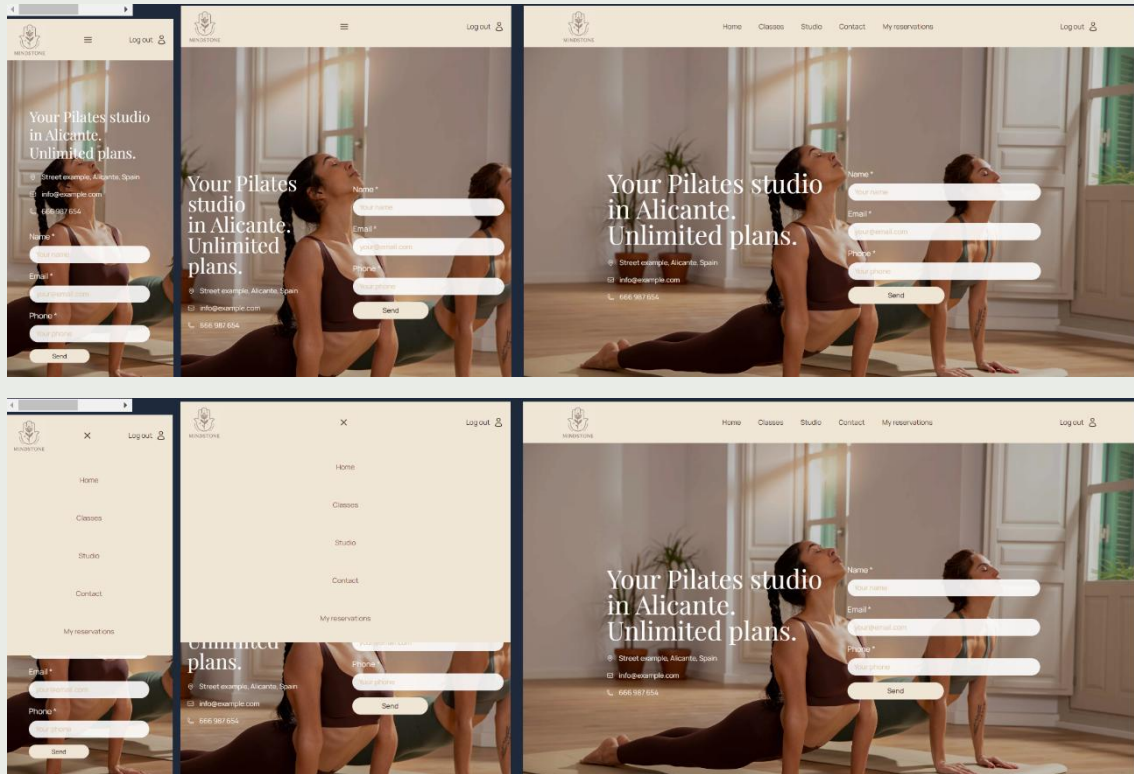 MINDSTONE
Log out
Your Pilates studio
in Alicante.
Unlimited plans.
Street example, Alicante, Spain
info@example.com
666 987 654
Name *
Your name
Email *
your@email.com
Phone *
Your phone
Send
MINDSTONE
Log out
Your Pilates
studio
in Alicante.
Unlimited
plans.
Street example, Alicante, Spain
info@example.com
666 987 654
Name *
Your name
Email *
your@email.com
Phone *
Your phone
Send
MINDSTONE
Home Classes Studio Contact My reservations
Log out
Your Pilates studio
in Alicante.
Unlimited plans.
Street example, Alicante, Spain
info@example.com
666 987 654
Name *
Your name
Email *
your@email.com
Phone *
Your phone
Send
MINDSTONE
Log out
Home
Classes
Studio
Contact
My reservations
Email *
your@email.com
Phone *
Your phone
Send
MINDSTONE
Log out
Home
Classes
Studio
Contact
My reservations
Unlimited
plans.
Street example, Alicante, Spain
info@example.com
666 987 654
your@email.com
Phone *
Your phone
Send
MINDSTONE
Home Classes Studio Contact My reservations
Log out
Your Pilates studio
in Alicante.
Unlimited plans.
Street example, Alicante, Spain
info@example.com
666 987 654
Name *
Your name
Email *
your@email.com
Phone *
Your phone
Send